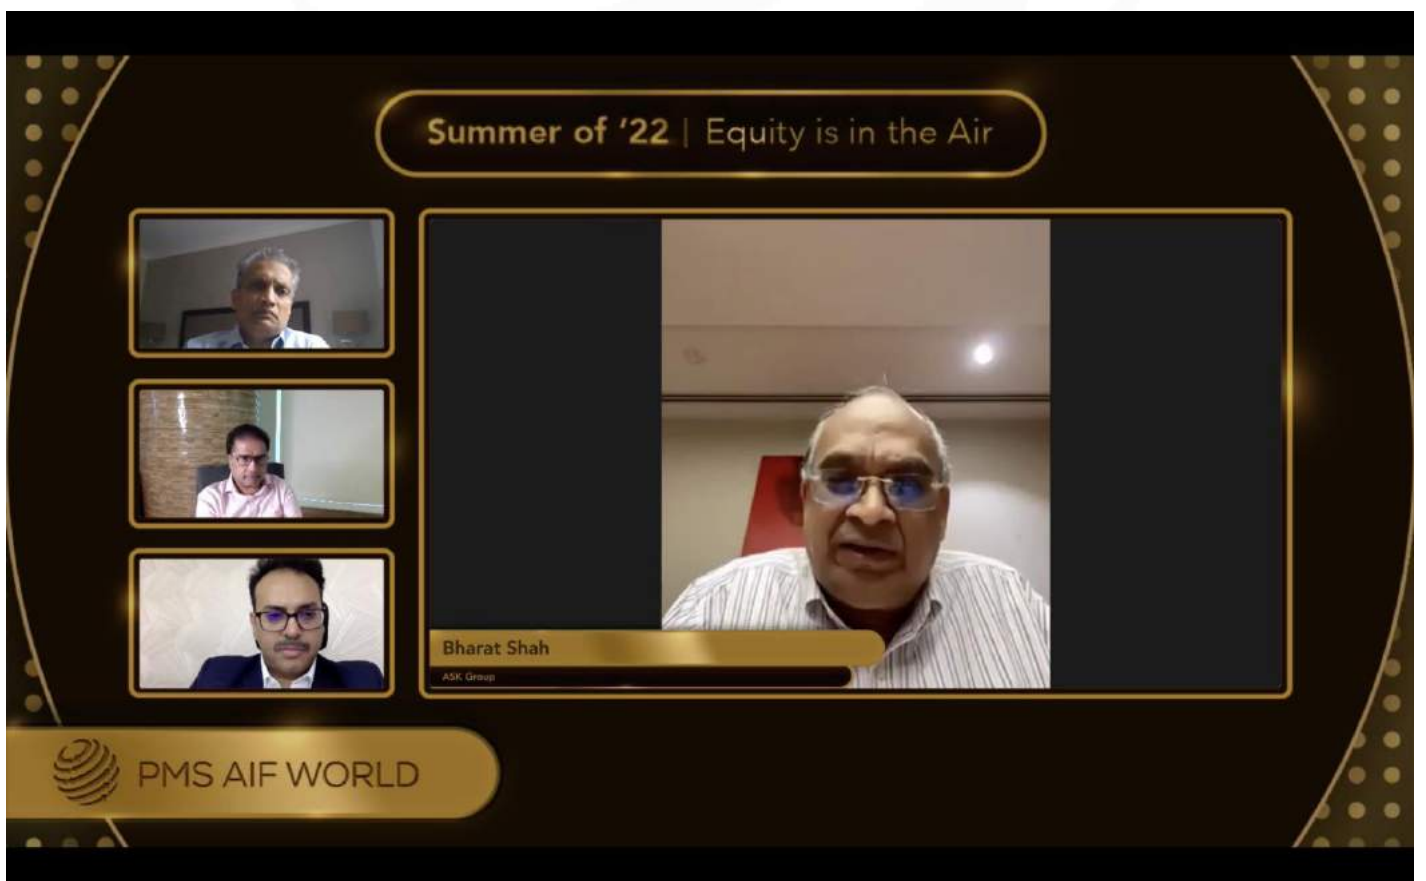 Summer of '22 | Equity is in the Air
Bharat Shah
ASK Group
PMS AIF WORLD